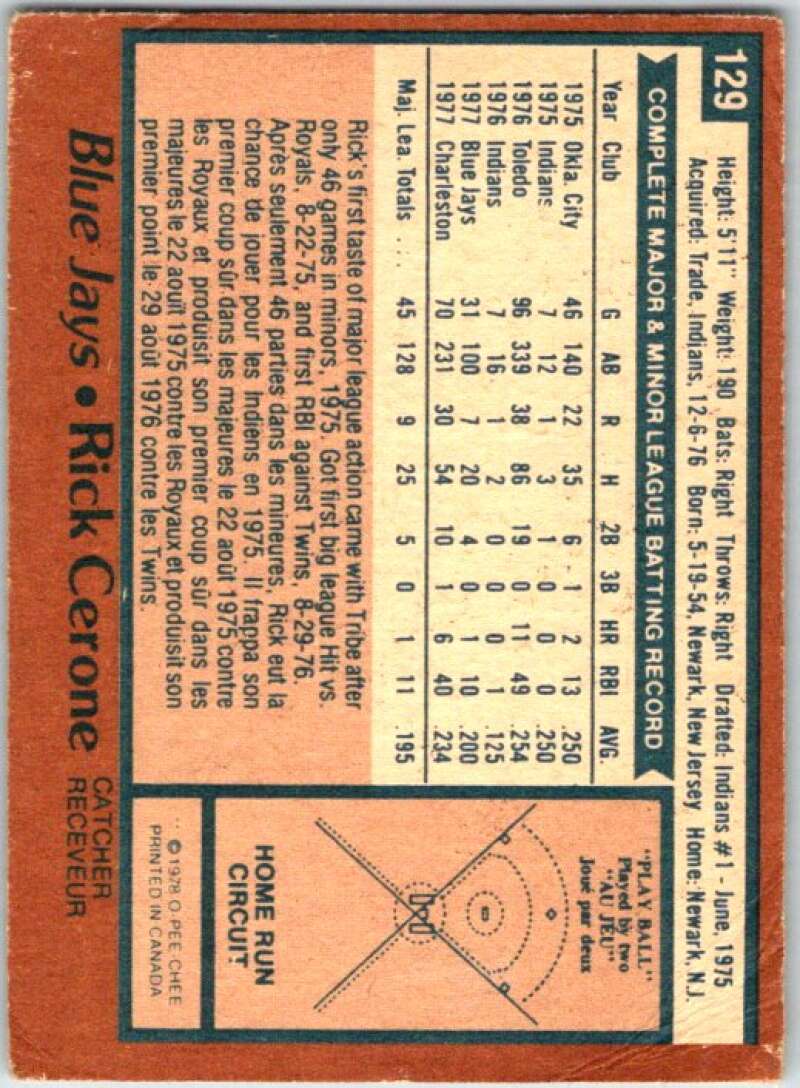 129
Height: 5'11" Weight: 190 Bats: Right Throws: Right Drafted: Indians #1 - June, 1975
Acquired: Trade, Indians, 12-6-76 Born: 5-19-54, Newark, New Jersey Home: Newark, N.J.
COMPLETE MAJOR & MINOR LEAGUE BATTING RECORD
Year Club G AB R H 2B 3B HR RBI AVG.
1975 Okla. City 46 140 22 35 6 1 2 13 .250
1975 Indians 7 12 1 3 1 0 0 0 .250
1976 Toledo 96 339 38 86 19 1 11 49 .254
1976 Indians 7 16 1 2 0 0 0 1 .125
1977 Blue Jays 31 100 7 20 4 0 1 10 .200
1977 Charleston 70 231 30 54 10 1 6 40 .234
Maj. Lea. Totals ... 45 128 9 25 5 0 1 11 .195
Rick's first taste of major league action came with Tribe after
only 46 games in minors, 1975. Got first big league Hit vs.
Royals, 8-22-75, and first RBI against Twins, 8-29-76.
Après seulement 46 parties dans les mineures, Rick eut la
chance de jouer pour les Indiens en 1975. Il frappa son
premier coup sûr dans les majeures le 22 août 1975 contre
les Royaux et produisit son premier coup sûr dans les
majeures le 22 août 1975 contre les Royaux et produisit son
premier point le 29 août 1976 contre les Twins.
"PLAY BALL"
Played by two
"AU JEU"
Joué par deux
HOME RUN
CIRCUIT
© 1978 O-PEE-CHEE
PRINTED IN CANADA
Blue Jays • Rick Cerone CATCHER
RECEVEUR